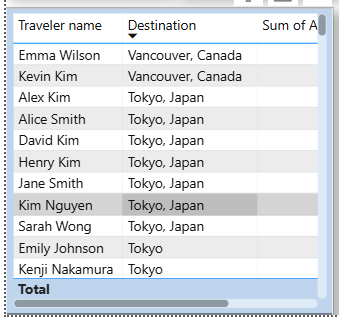 Traveler name Destination Sum of A
Emma Wilson Vancouver, Canada
Kevin Kim Vancouver, Canada
Alex Kim Tokyo, Japan
Alice Smith Tokyo, Japan
David Kim Tokyo, Japan
Henry Kim Tokyo, Japan
Jane Smith Tokyo, Japan
Kim Nguyen Tokyo, Japan
Sarah Wong Tokyo, Japan
Emily Johnson Tokyo
Kenji Nakamura Tokyo
Total